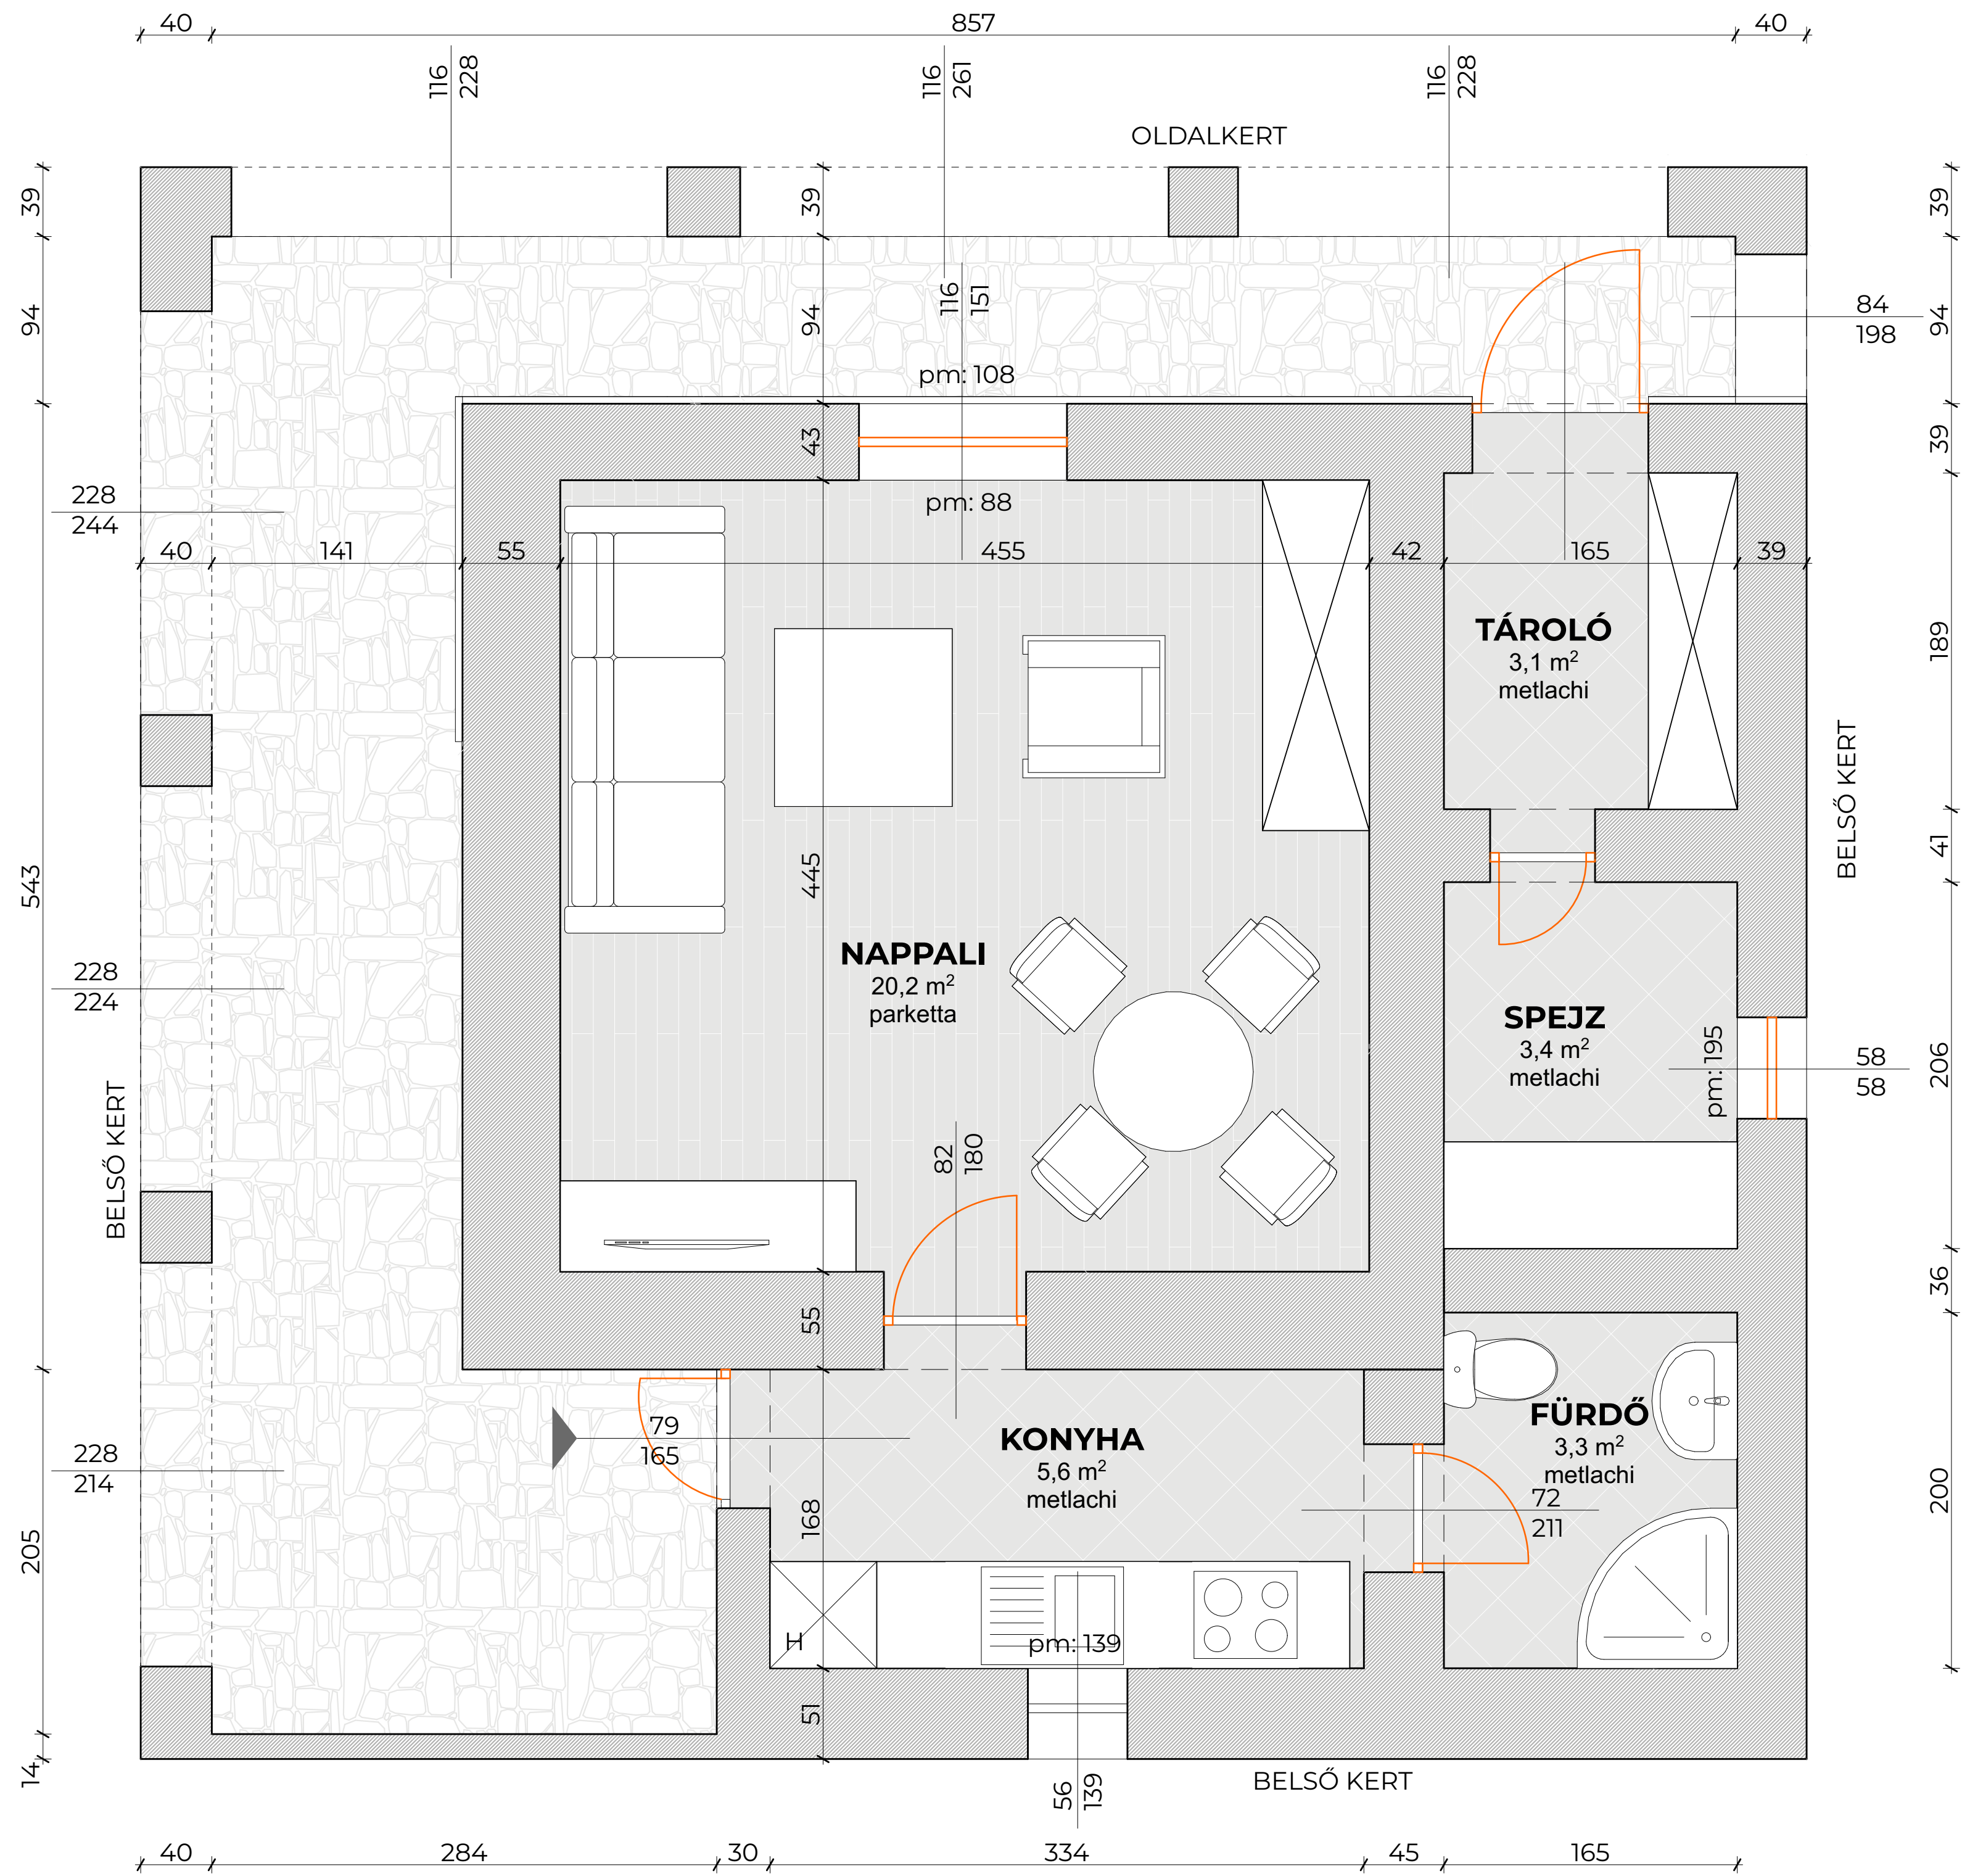 40
857
40
116
228
116
261
116
228
OLDALKERT
39
39
39
94
94
116
151
84
198
94
pm: 108
43
39
pm: 88
228
244
40
141
55
455
42
165
39
TÁROLÓ
3,1 m²
metlachi
189
BELSŐ KERT
41
543
445
NAPPALI
20,2 m²
parketta
228
224
SPEJZ
3,4 m²
metlachi
pm: 195
58
58
206
BELSŐ KERT
82
180
36
55
79
165
KONYHA
5,6 m²
metlachi
FÜRDŐ
3,3 m²
metlachi
228
214
72
211
200
205
168
H
pm: 139
51
14
56
139
BELSŐ KERT
40
284
30
334
45
165